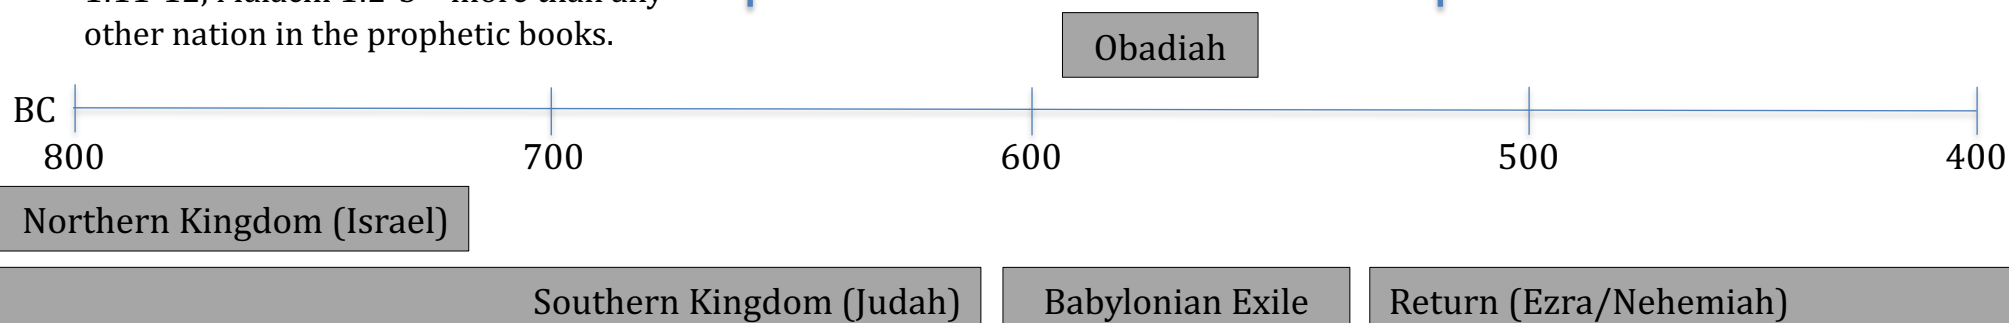 other nation in the prophetic books.
Obadiah
BC
800 700 600 500 400
Northern Kingdom (Israel)
Southern Kingdom (Judah) Babylonian Exile Return (Ezra/Nehemiah)